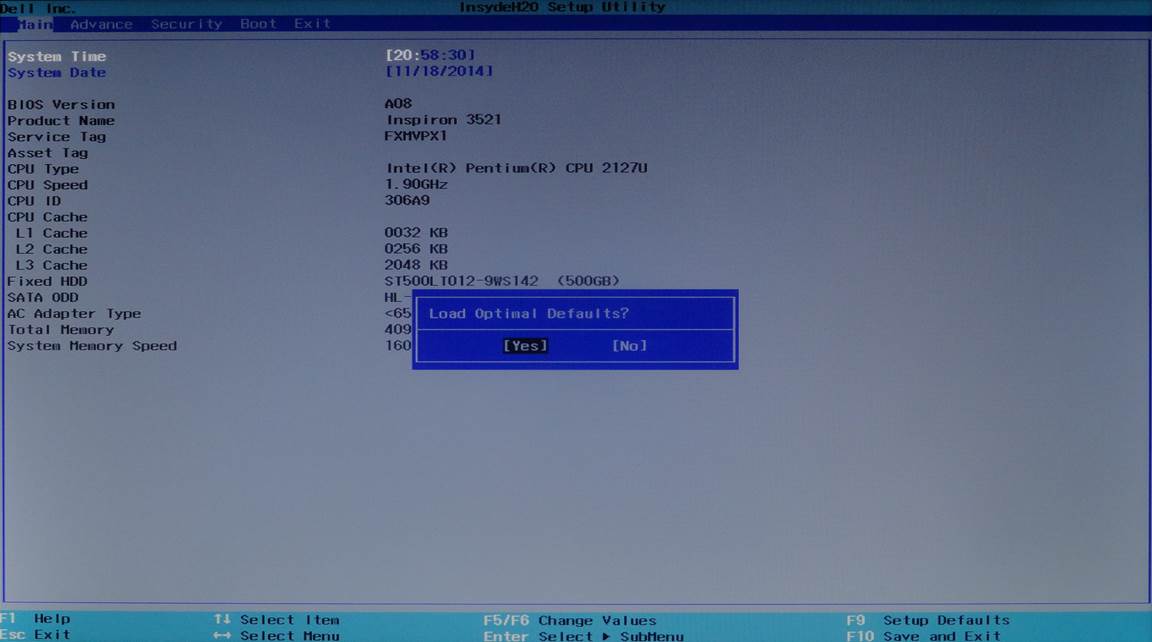 Dell Inc. InsydeH20 Setup Utility
Main Advance Security Boot Exit
System Time [20:58:30]
System Date [11/18/2014]
BIOS Version A08
Product Name Inspiron 3521
Service Tag FXMVPX1
Asset Tag
CPU Type Intel(R) Pentium(R) CPU 2127U
CPU Speed 1.90GHz
CPU ID 306A9
CPU Cache
L1 Cache 0032 KB
L2 Cache 0256 KB
L3 Cache 2048 KB
Fixed HDD ST500LT012-9WS142 (500GB)
SATA ODD HL-
AC Adapter Type <65
Total Memory 409
System Memory Speed 160
Load Optimal Defaults?
[Yes] [No]
F1 Help ↑↓ Select Item F5/F6 Change Values F9 Setup Defaults
Esc Exit ↔ Select Menu Enter Select ▶ SubMenu F10 Save and Exit